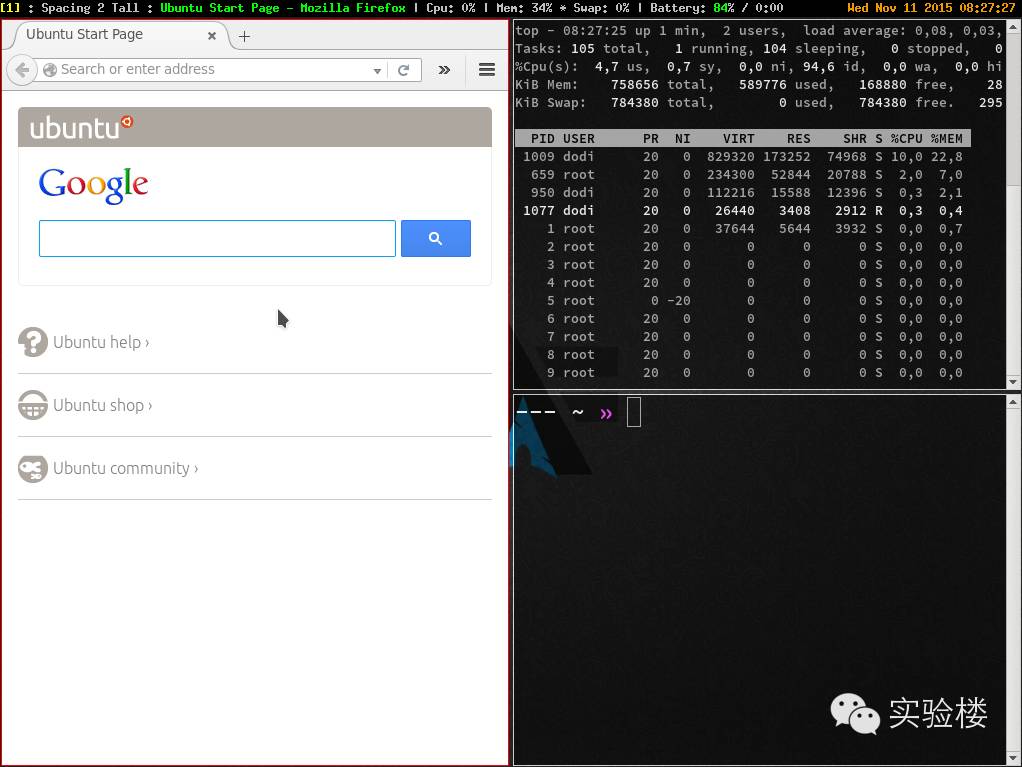 [1] : Spacing 2 Tall : Ubuntu Start Page - Mozilla Firefox | Cpu: 0% | Mem: 34% * Swap: 0% | Battery: 84% / 0:00 Wed Nov 11 2015 08:27:27
Ubuntu Start Page
Search or enter address
ubuntu
Google
Ubuntu help ›
Ubuntu shop ›
Ubuntu community ›
top - 08:27:25 up 1 min, 2 users, load average: 0,08, 0,03,
Tasks: 105 total, 1 running, 104 sleeping, 0 stopped, 0
%Cpu(s): 4,7 us, 0,7 sy, 0,0 ni, 94,6 id, 0,0 wa, 0,0 hi
KiB Mem: 758656 total, 589776 used, 168880 free, 28
KiB Swap: 784380 total, 0 used, 784380 free. 295
PID USER PR NI VIRT RES SHR S %CPU %MEM
1009 dodi 20 0 829320 173252 74968 S 10,0 22,8
659 root 20 0 234300 52844 20788 S 2,0 7,0
950 dodi 20 0 112216 15588 12396 S 0,3 2,1
1077 dodi 20 0 26440 3408 2912 R 0,3 0,4
1 root 20 0 37644 5644 3932 S 0,0 0,7
2 root 20 0 0 0 0 S 0,0 0,0
3 root 20 0 0 0 0 S 0,0 0,0
4 root 20 0 0 0 0 S 0,0 0,0
5 root 0 -20 0 0 0 S 0,0 0,0
6 root 20 0 0 0 0 S 0,0 0,0
7 root 20 0 0 0 0 S 0,0 0,0
8 root 20 0 0 0 0 S 0,0 0,0
9 root 20 0 0 0 0 S 0,0 0,0
--- ~ »
实验楼